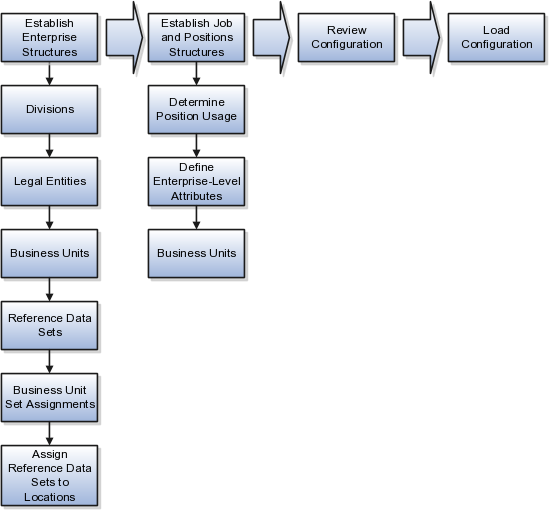 Establish
Enterprise
Structures
Establish Job
and Positions
Structures
Review
Configuration
Load
Configuration
Divisions
Determine
Position Usage
Legal Entities
Define
Enterprise-Level
Attributes
Business Units
Business Units
Reference Data
Sets
Business Unit
Set Assignments
Assign
Reference Data
Sets to
Locations